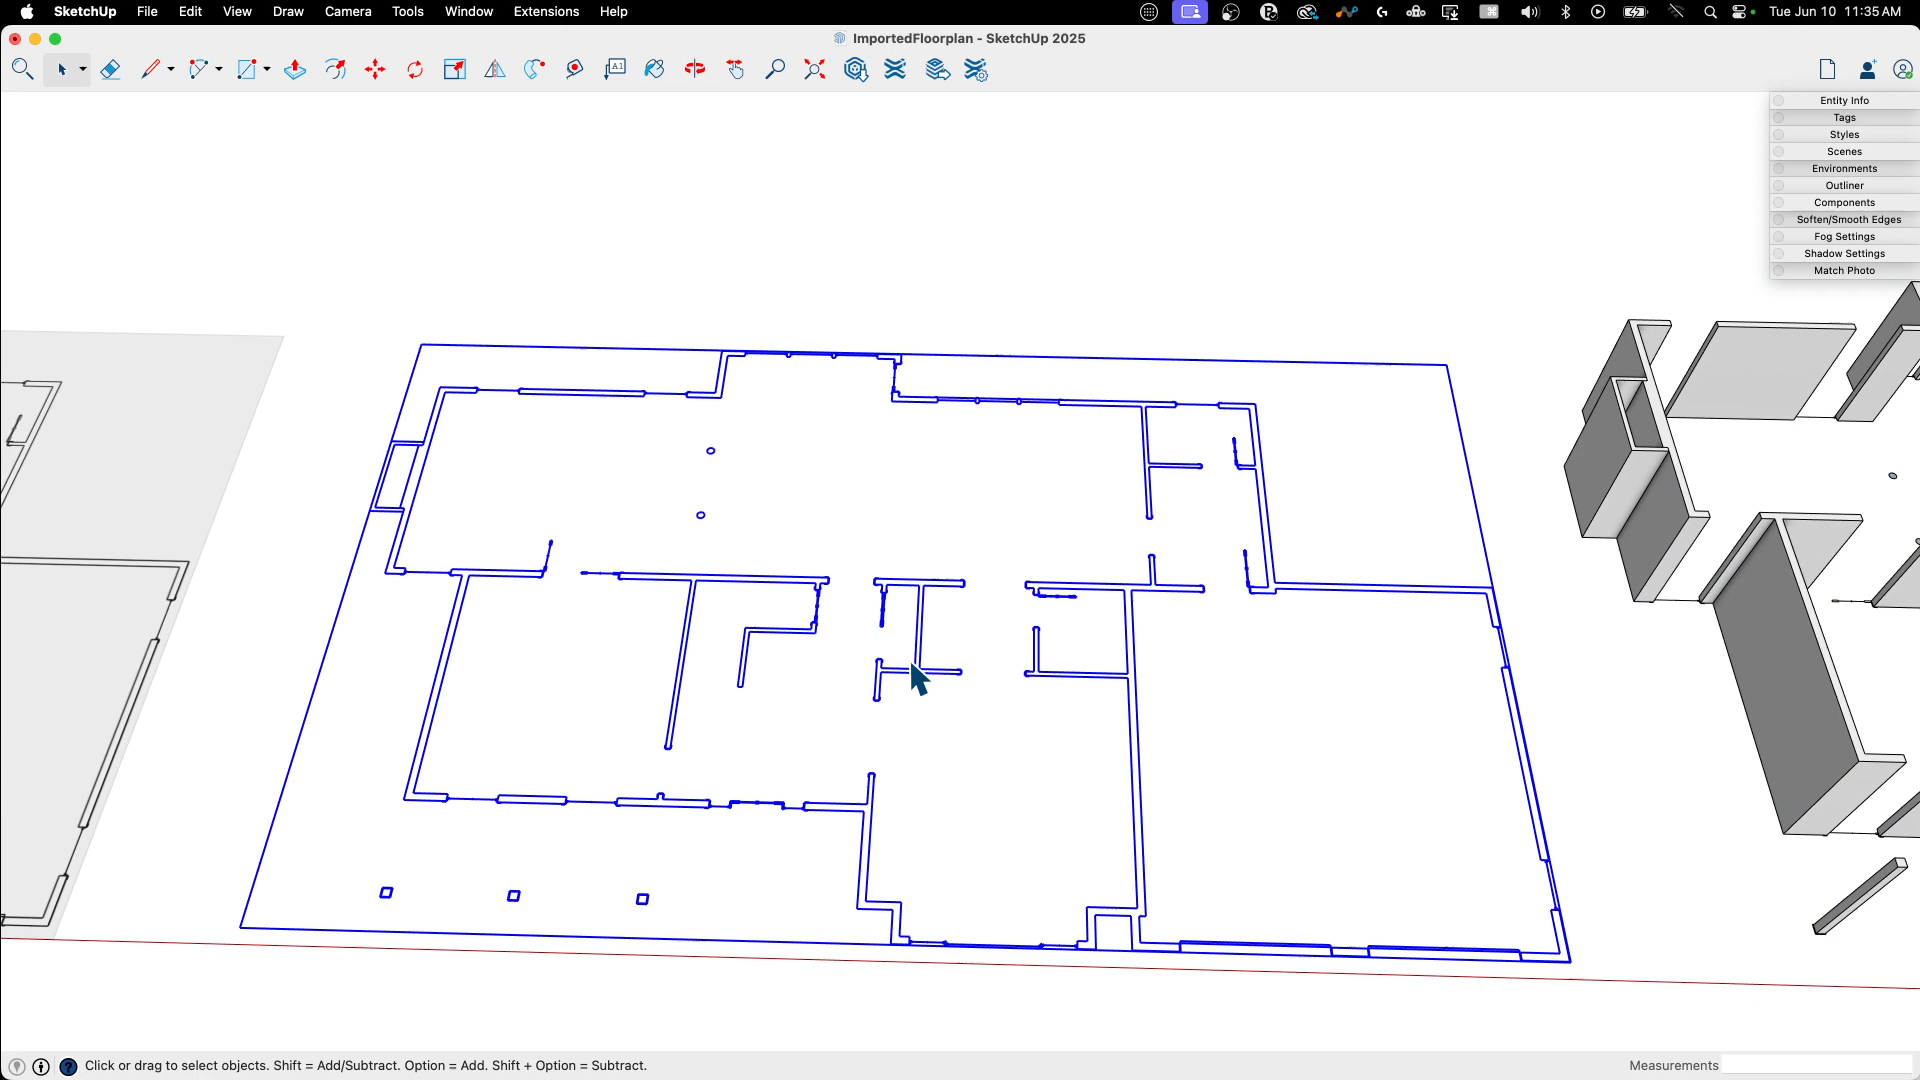 SketchUp File Edit View Draw Camera Tools Window Extensions Help Tue Jun 10 11:35 AM
ImportedFloorplan - SketchUp 2025
A1
Entity Info
Tags
Styles
Scenes
Environments
Outliner
Components
Soften/Smooth Edges
Fog Settings
Shadow Settings
Match Photo
Click or drag to select objects. Shift = Add/Subtract. Option = Add. Shift + Option = Subtract.
Measurements